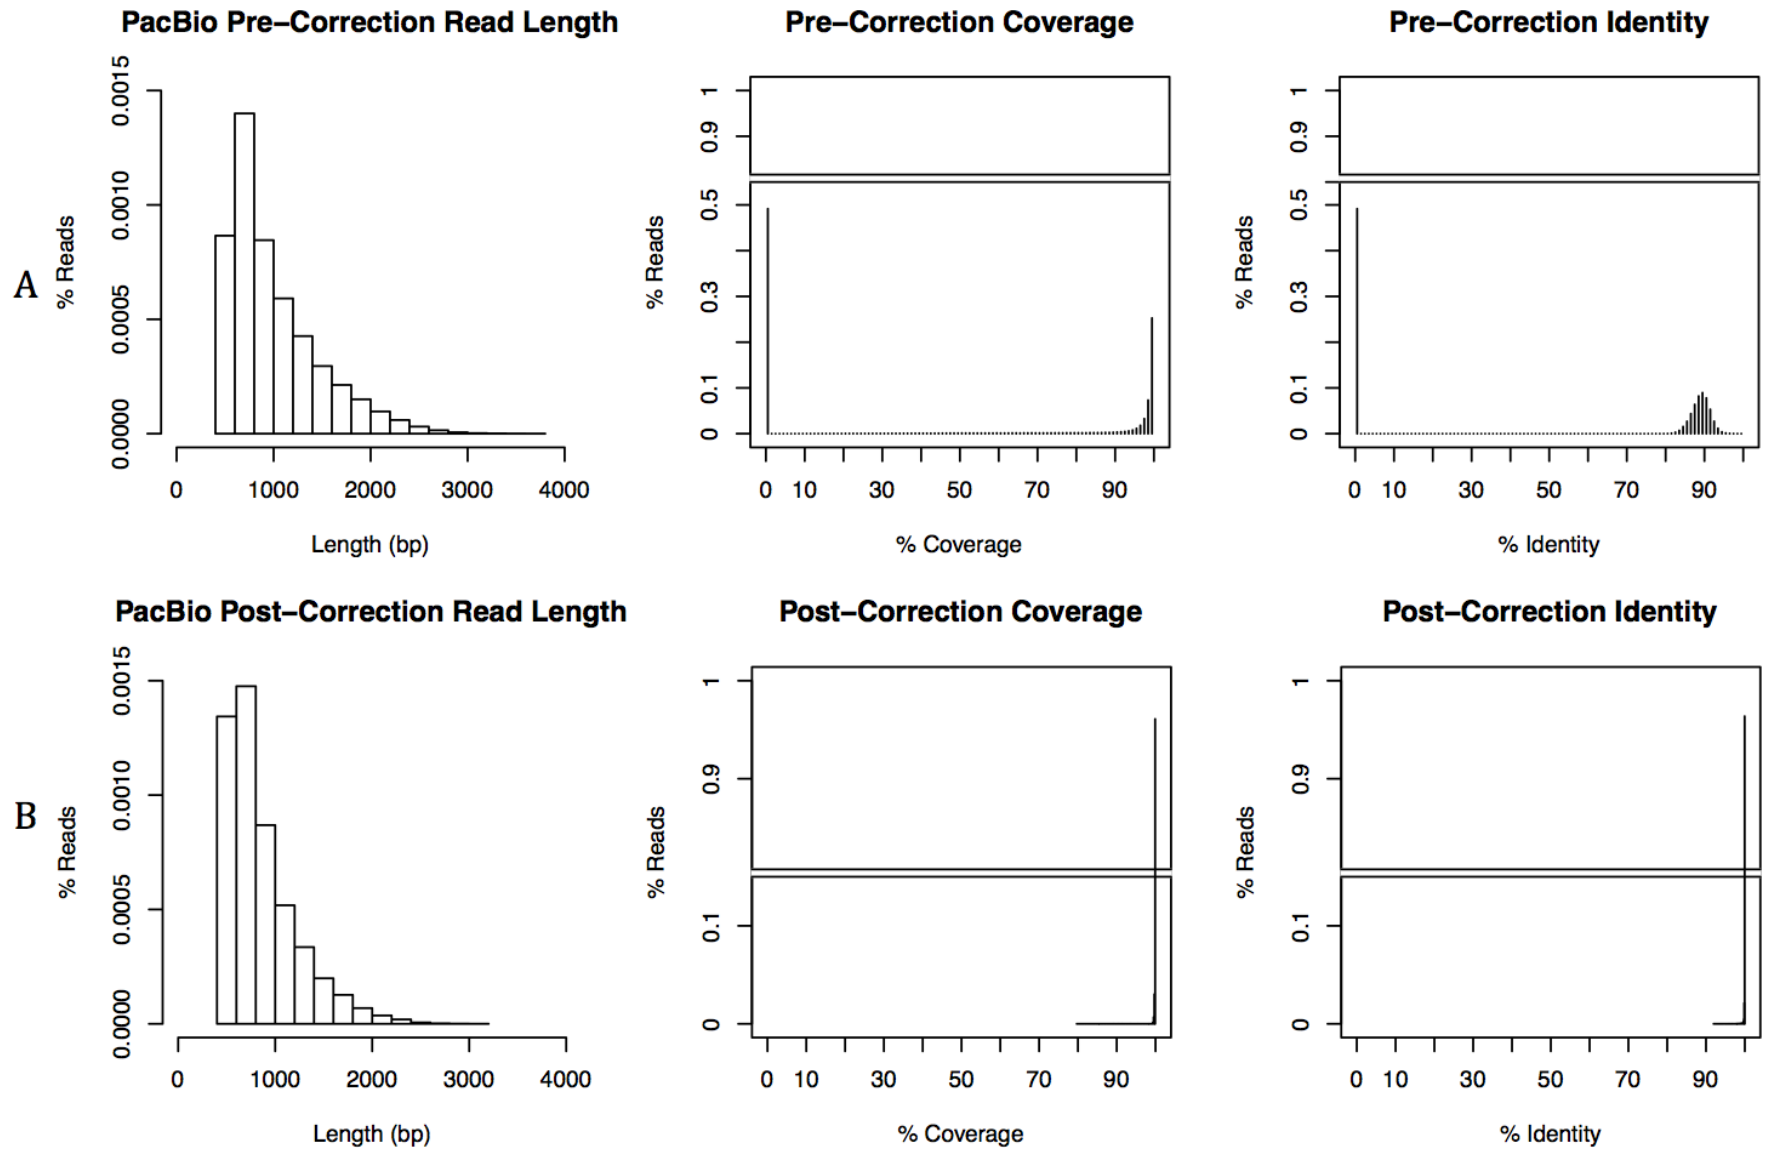 PacBio Pre–Correction Read Length
Pre–Correction Coverage
Pre–Correction Identity
A
% Reads
0.0000 0.0005 0.0010 0.0015
0 1000 2000 3000 4000
Length (bp)
% Reads
0 0.1 0.3 0.5 0.9 1
0 10 30 50 70 90
% Coverage
% Reads
0 0.1 0.3 0.5 0.9 1
0 10 30 50 70 90
% Identity
PacBio Post–Correction Read Length
Post–Correction Coverage
Post–Correction Identity
B
% Reads
0.0000 0.0005 0.0010 0.0015
0 1000 2000 3000 4000
Length (bp)
% Reads
0 0.1 0.9 1
0 10 30 50 70 90
% Coverage
% Reads
0 0.1 0.9 1
0 10 30 50 70 90
% Identity